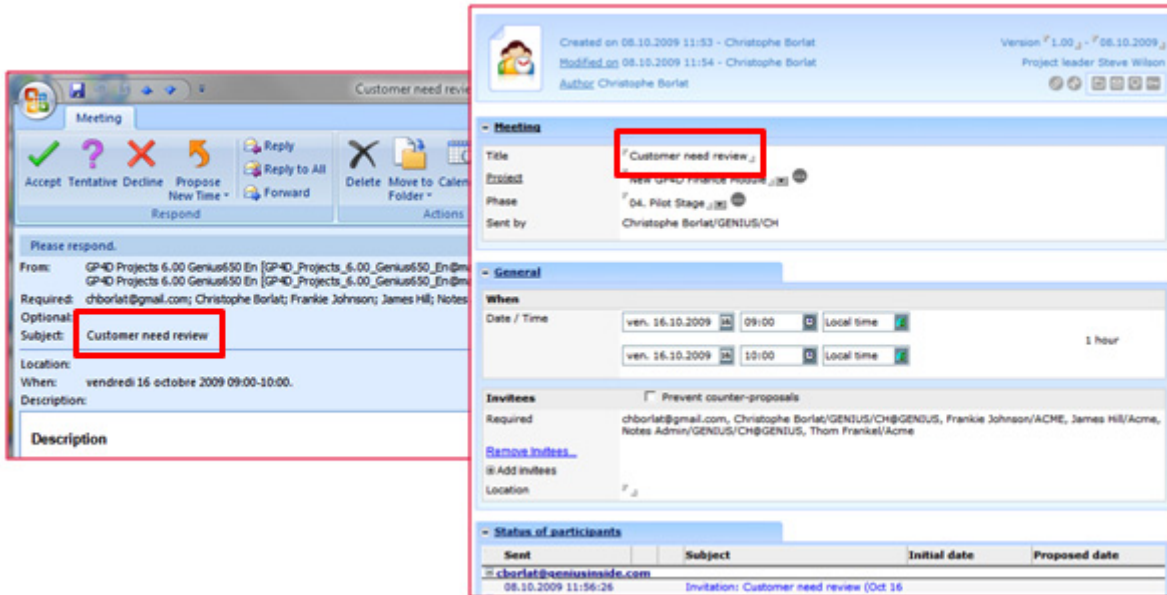 Customer need revie
Meeting
Accept Tentative Decline Propose New Time
Reply
Reply to All
Forward
Delete Move to Folder Calen
Respond
Actions
Please respond.
From: GP4D Projects 6.00 Genius650 En [GP4D_Projects_6.00_Genius650_En@ma
GP4D Projects 6.00 Genius650 En [GP4D_Projects_6.00_Genius650_En@ma
Required: chborlat@gmail.com; Christophe Borlat; Frankie Johnson; James Hill; Notes
Optional:
Subject: Customer need review
Location:
When: vendredi 16 octobre 2009 09:00-10:00.
Description:
Description
Created on 08.10.2009 11:53 - Christophe Borlat
Version 1.00 - 08.10.2009
Modified on 08.10.2009 11:54 - Christophe Borlat
Project leader Steve Wilson
Author Christophe Borlat
Meeting
Title Customer need review
Project New GP4D Finance Module
Phase 04. Pilot Stage
Sent by Christophe Borlat/GENIUS/CH
General
When
Date / Time ven. 16.10.2009 16 09:00 Local time
1 hour
ven. 16.10.2009 16 10:00 Local time
Invitees Prevent counter-proposals
Required chborlat@gmail.com, Christophe Borlat/GENIUS/CH@GENIUS, Frankie Johnson/ACME, James Hill/Acme,
Notes Admin/GENIUS/CH@GENIUS, Thom Frankel/Acme
Remove Invitees...
Add invitees
Location
Status of participants
Sent Subject Initial date Proposed date
cborlat@geniusinside.com
08.10.2009 11:56:26 Invitation: Customer need review (Oct 16